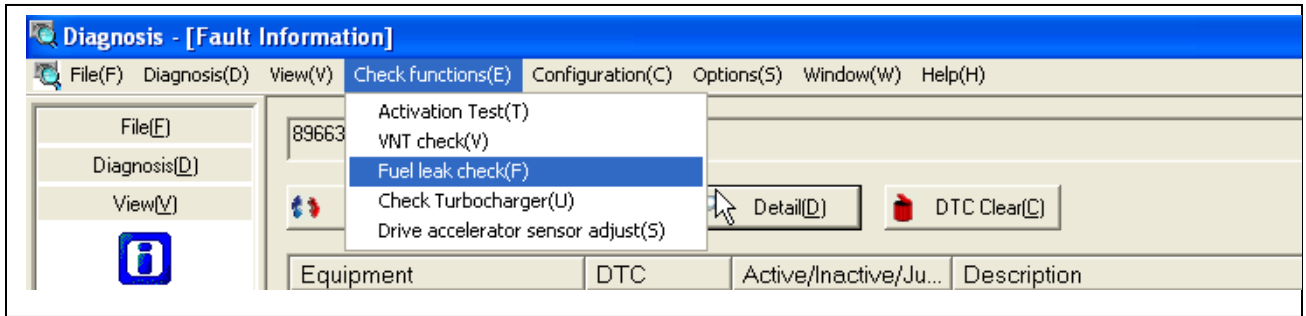 Diagnosis - [Fault Information]
File(F) Diagnosis(D) View(V) Check functions(E) Configuration(C) Options(S) Window(W) Help(H)
Activation Test(T)
VNT check(V)
Fuel leak check(F)
Check Turbocharger(U)
Drive accelerator sensor adjust(S)
File(F)
Diagnosis(D)
View(V)
89663
Detail(D) DTC Clear(C)
Equipment DTC Active/Inactive/Ju... Description